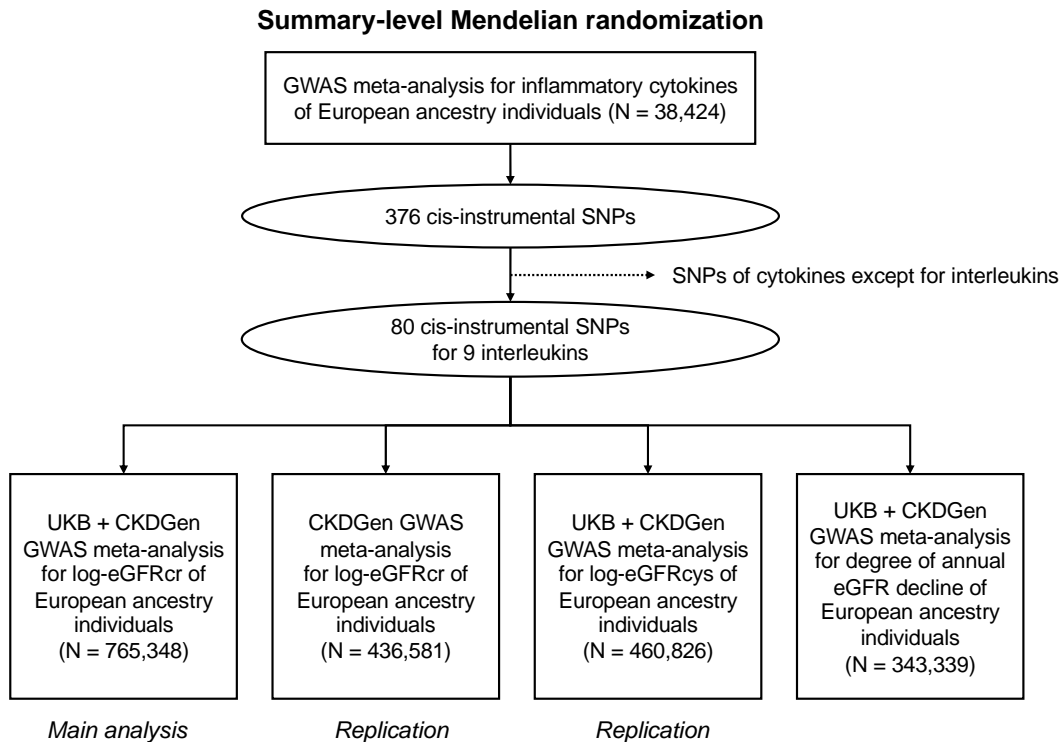 Summary-level Mendelian randomization
GWAS meta-analysis for inflammatory cytokines
of European ancestry individuals (N = 38,424)
376 cis-instrumental SNPs
SNPs of cytokines except for interleukins
80 cis-instrumental SNPs
for 9 interleukins
UKB + CKDGen
GWAS meta-analysis
for log-eGFRcr of
European ancestry
individuals
(N = 765,348)
CKDGen GWAS
meta-analysis
for log-eGFRcr of
European ancestry
individuals
(N = 436,581)
UKB + CKDGen
GWAS meta-analysis
for log-eGFRcys of
European ancestry
individuals
(N = 460,826)
UKB + CKDGen
GWAS meta-analysis
for degree of annual
eGFR decline of
European ancestry
individuals
(N = 343,339)
Main analysis
Replication
Replication